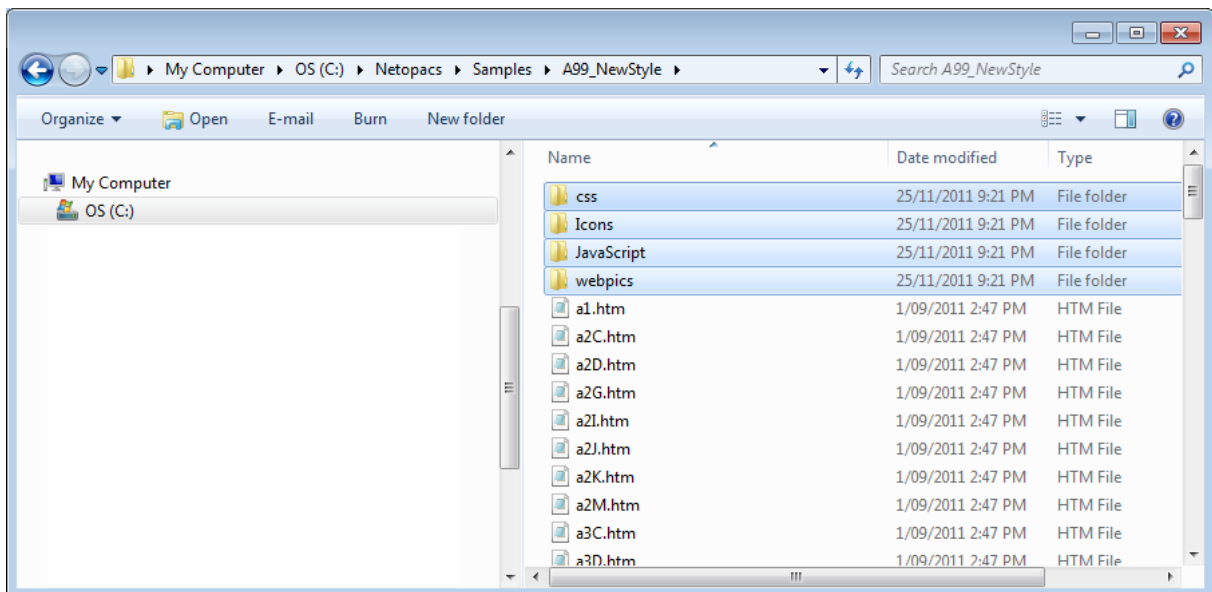 My Computer OS (C:) Netopacs Samples A99_NewStyle Search A99_NewStyle
Organize Open E-mail Burn New folder
Name Date modified Type
My Computer
OS (C:)
css 25/11/2011 9:21 PM File folder
Icons 25/11/2011 9:21 PM File folder
JavaScript 25/11/2011 9:21 PM File folder
webpics 25/11/2011 9:21 PM File folder
a1.htm 1/09/2011 2:47 PM HTM File
a2C.htm 1/09/2011 2:47 PM HTM File
a2D.htm 1/09/2011 2:47 PM HTM File
a2G.htm 1/09/2011 2:47 PM HTM File
a2I.htm 1/09/2011 2:47 PM HTM File
a2J.htm 1/09/2011 2:47 PM HTM File
a2K.htm 1/09/2011 2:47 PM HTM File
a2M.htm 1/09/2011 2:47 PM HTM File
a3C.htm 1/09/2011 2:47 PM HTM File
a3D.htm 1/09/2011 2:47 PM HTM File